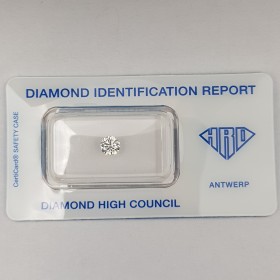 DIAMOND IDENTIFICATION REPORT
CertiCard® SAFETY CASE
HRD
ANTWERP
DIAMOND HIGH COUNCIL